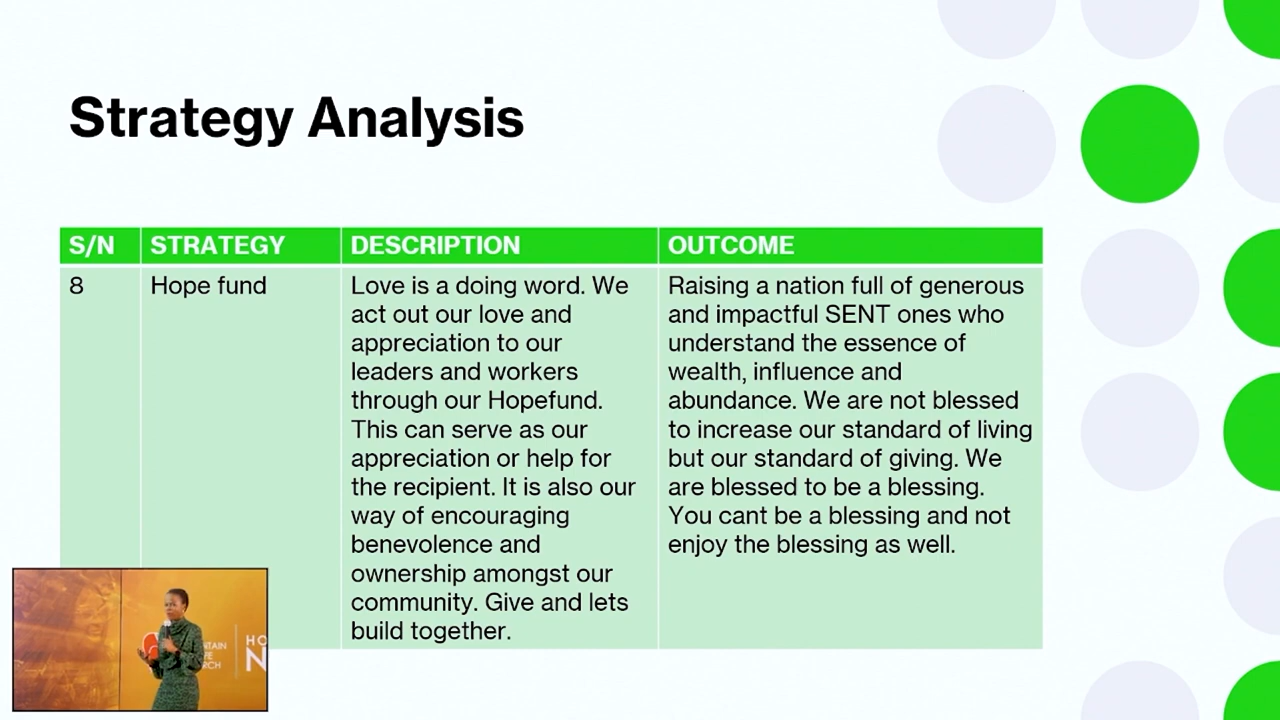 Strategy Analysis
S/N STRATEGY DESCRIPTION OUTCOME
8
Hope fund
Love is a doing word. We
act out our love and
appreciation to our
leaders and workers
through our Hopefund.
This can serve as our
appreciation or help for
the recipient. It is also our
way of encouraging
benevolence and
ownership amongst our
community. Give and lets
build together.
Raising a nation full of generous
and impactful SENT ones who
understand the essence of
wealth, influence and
abundance. We are not blessed
to increase our standard of living
but our standard of giving. We
are blessed to be a blessing.
You cant be a blessing and not
enjoy the blessing as well.
HO
N